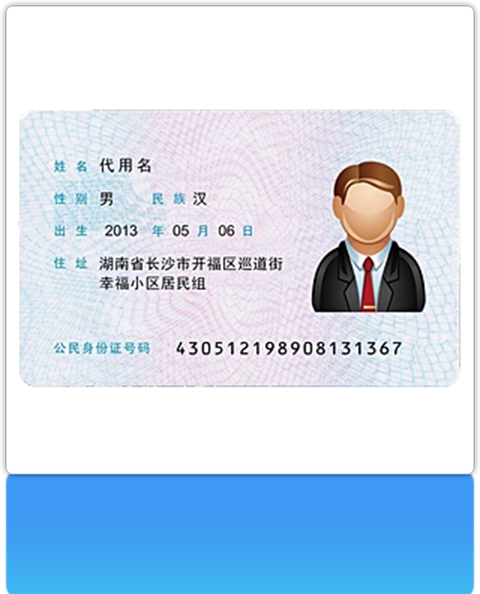 姓 名 代用名
性 别 男 民 族 汉
出 生 2013 年 05 月 06 日
住 址 湖南省长沙市开福区巡道街
幸福小区居民组
公民身份证号码 430512198908131367